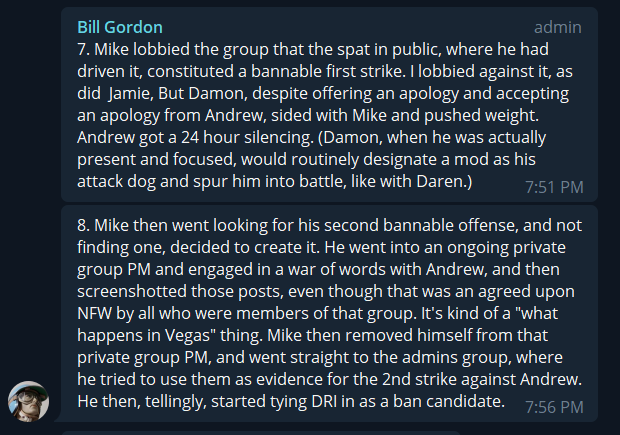 Bill Gordon admin
7. Mike lobbied the group that the spat in public, where he had
driven it, constituted a bannable first strike. I lobbied against it, as
did Jamie, But Damon, despite offering an apology and accepting
an apology from Andrew, sided with Mike and pushed weight.
Andrew got a 24 hour silencing. (Damon, when he was actually
present and focused, would routinely designate a mod as his
attack dog and spur him into battle, like with Daren.)
7:51 PM
8. Mike then went looking for his second bannable offense, and not
finding one, decided to create it. He went into an ongoing private
group PM and engaged in a war of words with Andrew, and then
screenshotted those posts, even though that was an agreed upon
NFW by all who were members of that group. It's kind of a "what
happens in Vegas" thing. Mike then removed himself from that
private group PM, and went straight to the admins group, where
he tried to use them as evidence for the 2nd strike against Andrew.
He then, tellingly, started tying DRI in as a ban candidate.
7:56 PM